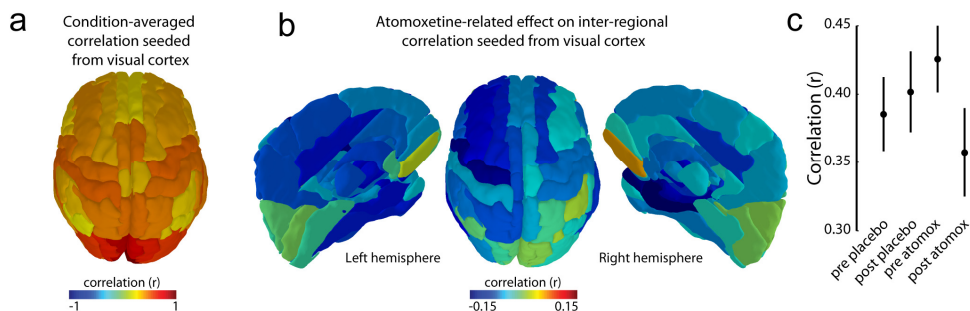 a
Condition-averaged
correlation seeded
from visual cortex
correlation (r)
-1
1
b
Atomoxetine-related effect on inter-regional
correlation seeded from visual cortex
Left hemisphere
Right hemisphere
correlation (r)
-0.15
0.15
c
Correlation (r)
0.45
0.40
0.35
0.30
pre placebo
post placebo
pre atomox
post atomox